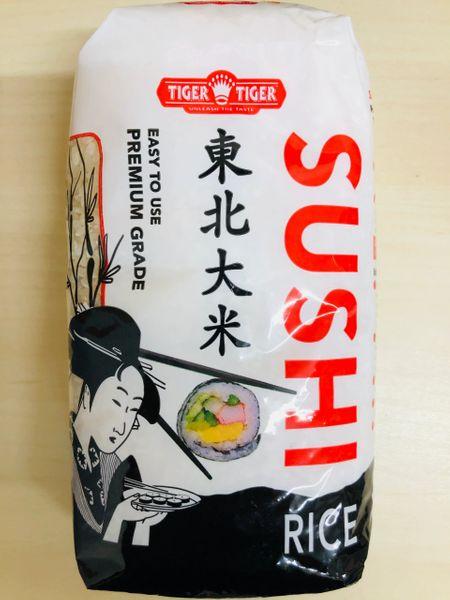 TIGER TIGER
UNLEASH THE TASTE
EASY TO USE
PREMIUM GRADE
東北大米
SUSHI
RICE